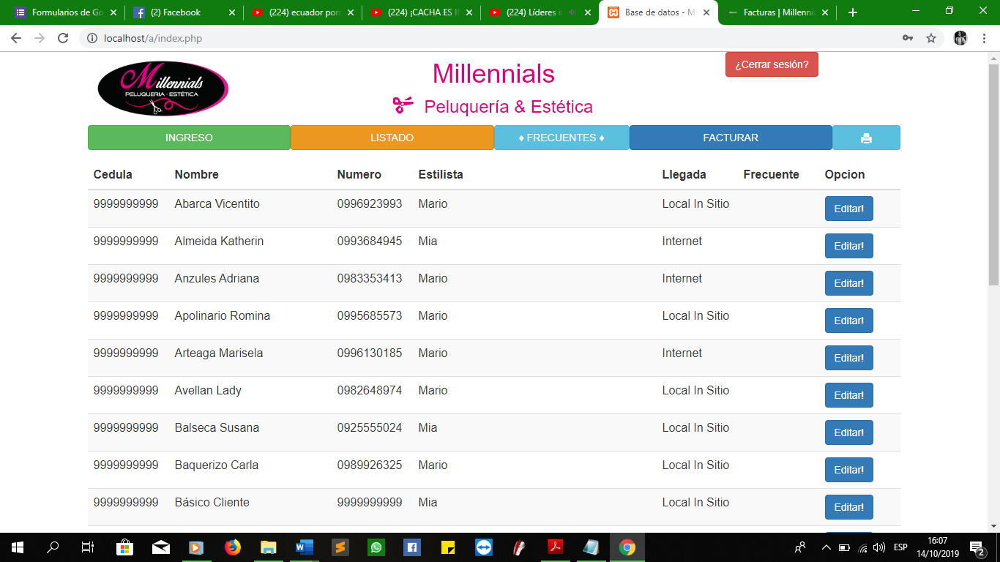 Formularios de Go
(2) Facebook
(224) ecuador porc
(224) ¡CACHA ES I
(224) Líderes i
Base de datos - M
Facturas | Millennia
localhost/a/index.php
Millennials
PELUQUERIA - ESTÉTICA
Millennials
Peluquería & Estética
¿Cerrar sesión?
INGRESO LISTADO ♦ FRECUENTES ♦ FACTURAR
Cedula Nombre Numero Estilista Llegada Frecuente Opcion
9999999999 Abarca Vicentito 0996923993 Mario Local In Sitio Editar!
9999999999 Almeida Katherin 0993684945 Mia Internet Editar!
9999999999 Anzules Adriana 0983353413 Mario Internet Editar!
9999999999 Apolinario Romina 0995685573 Mario Local In Sitio Editar!
9999999999 Arteaga Marisela 0996130185 Mario Internet Editar!
9999999999 Avellan Lady 0982648974 Mario Local In Sitio Editar!
9999999999 Balseca Susana 0925555024 Mia Local In Sitio Editar!
9999999999 Baquerizo Carla 0989926325 Mario Local In Sitio Editar!
9999999999 Básico Cliente 9999999999 Mia Local In Sitio Editar!
ESP
16:07
14/10/2019
2